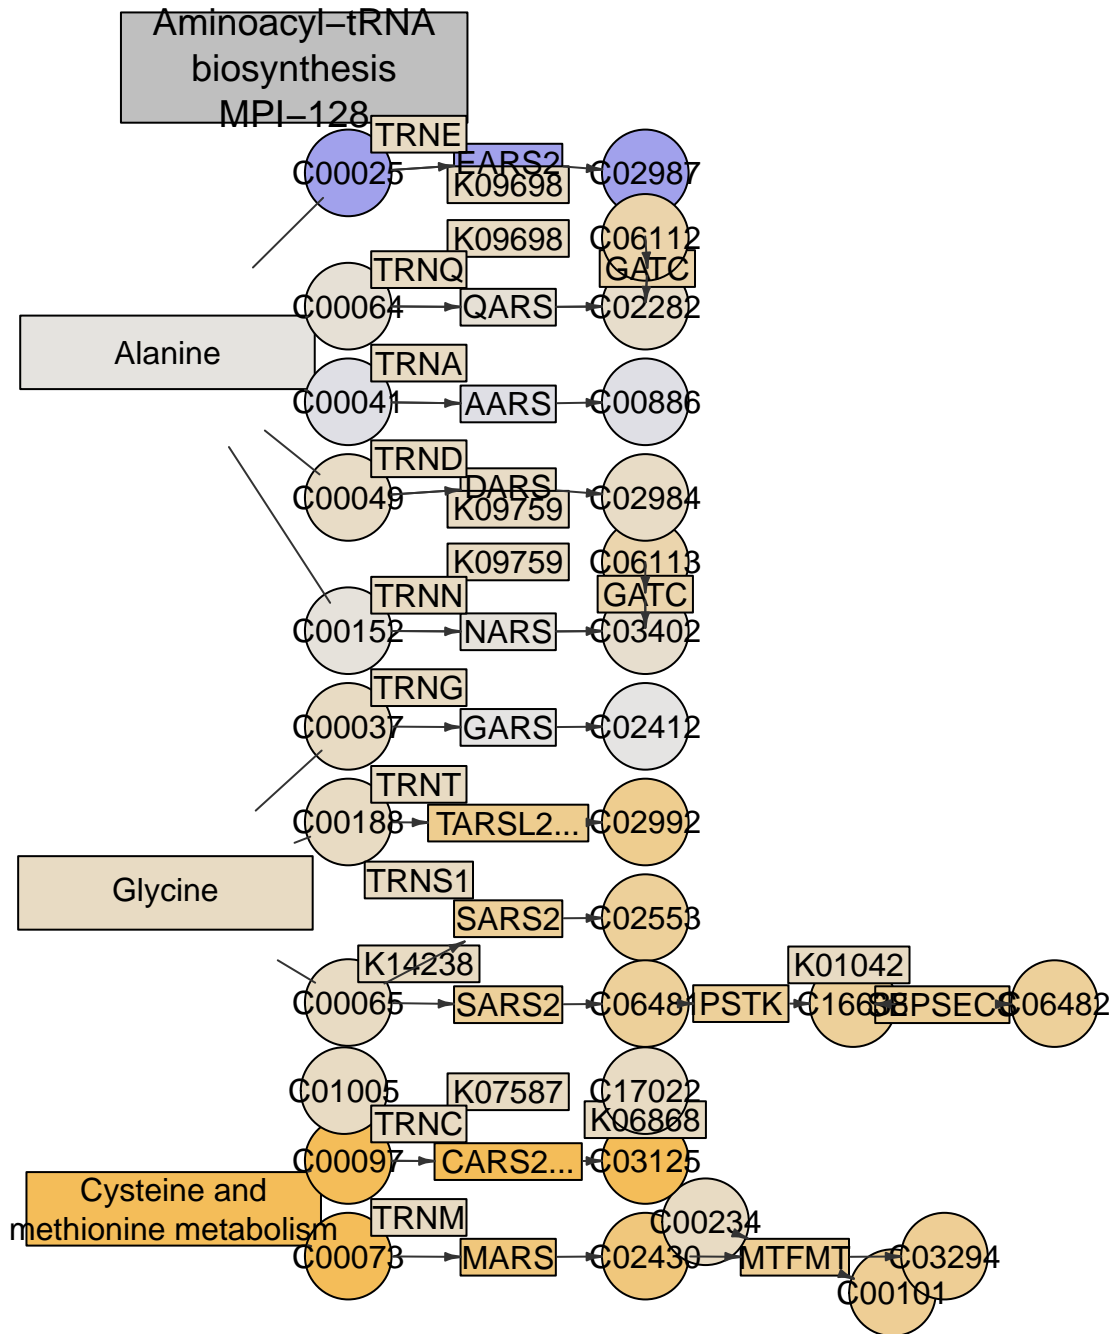 Aminoacyl−tRNA
biosynthesis
MPI−128
TRNE
C00025
EARS2
K09698
C02987
K09698
C06112
TRNQ
GATC
C00064
QARS
C02282
Alanine
TRNA
C00041
AARS
C00886
TRND
C00049
DARS
K09759
C02984
K09759
C06113
TRNN
GATC
C00152
NARS
C03402
TRNG
C00037
GARS
C02412
TRNT
C00188
TARSL2...
C02992
Glycine
TRNS1
SARS2
C02553
K14238
K01042
C00065
SARS2
C06481
PSTK
SEPSECS
C06482
C01005
K07587
C17022
K06868
TRNC
C00097
CARS2...
C03125
Cysteine and
methionine metabolism
TRNM
C00234
C00073
MARS
C02430
MTFMT
C03294
C00101